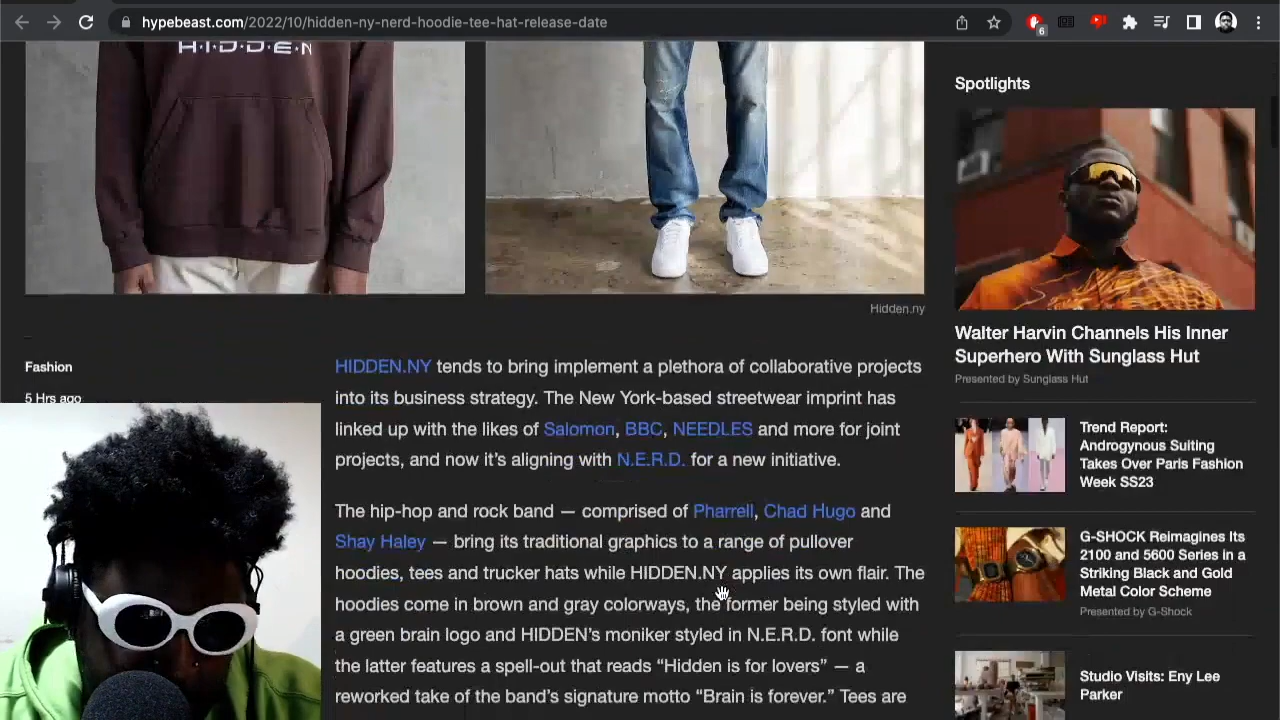 hypebeast.com/2022/10/hidden-ny-nerd-hoodie-tee-hat-release-date
6
H·I·D·D·E·N
Hidden.ny
Fashion
5 Hrs ago
HIDDEN.NY tends to bring implement a plethora of collaborative projects
into its business strategy. The New York-based streetwear imprint has
linked up with the likes of Salomon, BBC, NEEDLES and more for joint
projects, and now it’s aligning with N.E.R.D. for a new initiative.
The hip-hop and rock band — comprised of Pharrell, Chad Hugo and
Shay Haley — bring its traditional graphics to a range of pullover
hoodies, tees and trucker hats while HIDDEN.NY applies its own flair. The
hoodies come in brown and gray colorways, the former being styled with
a green brain logo and HIDDEN’s moniker styled in N.E.R.D. font while
the latter features a spell-out that reads “Hidden is for lovers” — a
reworked take of the band’s signature motto “Brain is forever.” Tees are
Spotlights
Walter Harvin Channels His Inner
Superhero With Sunglass Hut
Presented by Sunglass Hut
Trend Report:
Androgynous Suiting
Takes Over Paris Fashion
Week SS23
G-SHOCK Reimagines Its
2100 and 5600 Series in a
Striking Black and Gold
Metal Color Scheme
Presented by G-Shock
Studio Visits: Eny Lee
Parker